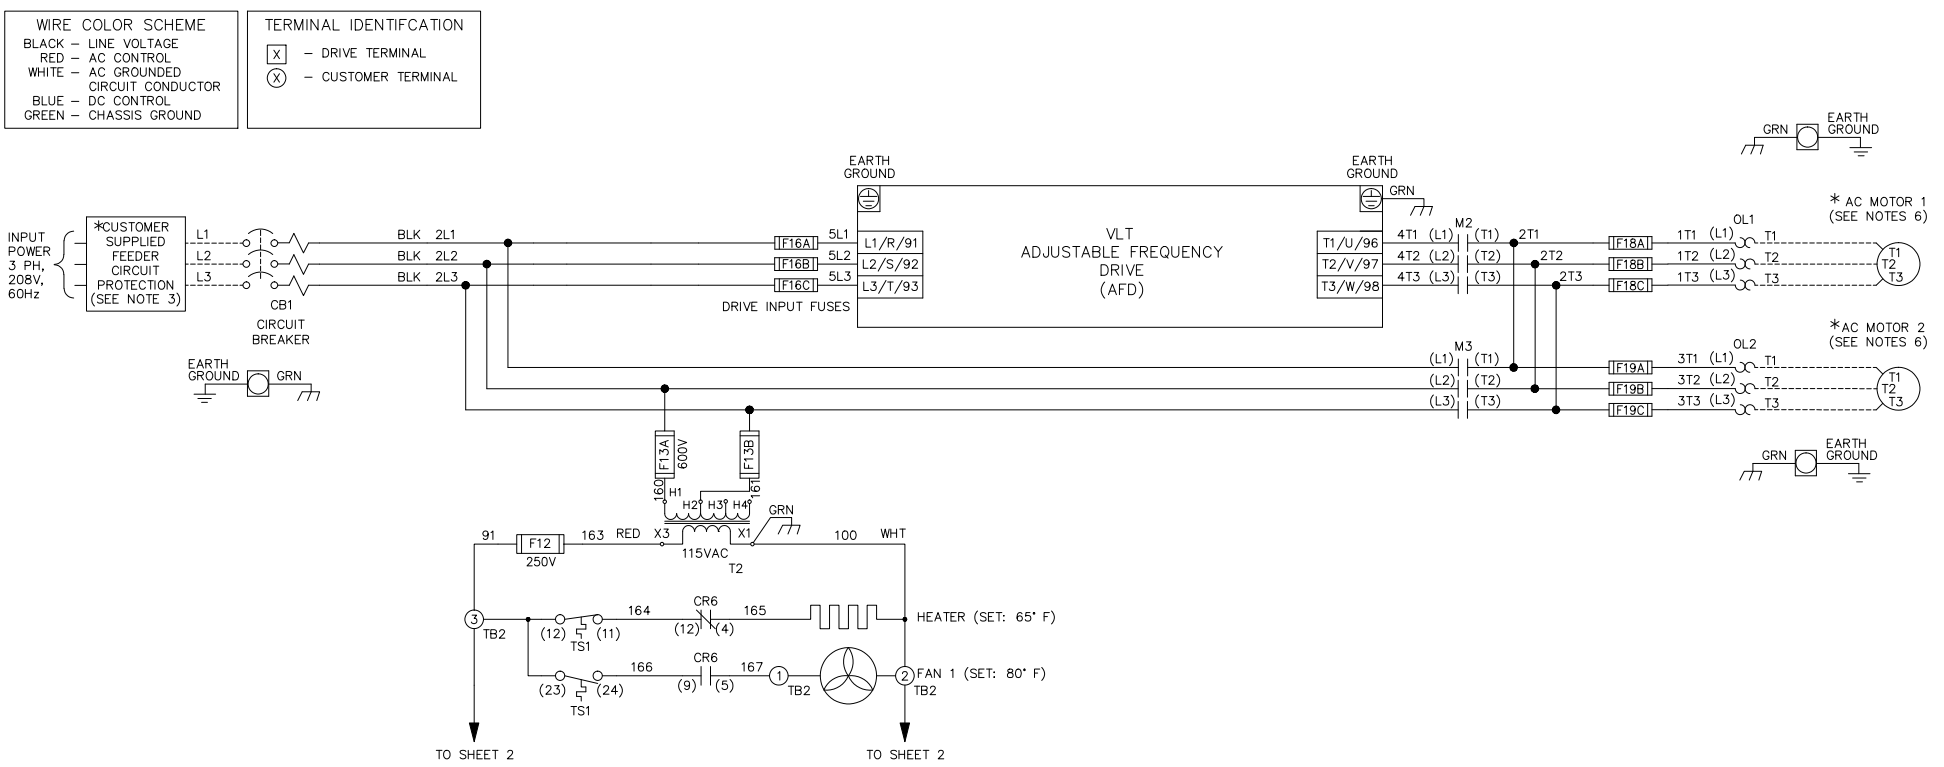 WIRE COLOR SCHEME
BLACK – LINE VOLTAGE
RED – AC CONTROL
WHITE – AC GROUNDED
CIRCUIT CONDUCTOR
BLUE – DC CONTROL
GREEN – CHASSIS GROUND
TERMINAL IDENTIFCATION
X – DRIVE TERMINAL
X – CUSTOMER TERMINAL
INPUT
POWER
3 PH,
208V,
60Hz
*CUSTOMER
SUPPLIED
FEEDER
CIRCUIT
PROTECTION
(SEE NOTE 3)
L1
L2
L3
CB1
CIRCUIT
BREAKER
BLK 2L1
BLK 2L2
BLK 2L3
EARTH
GROUND
GRN
F16A
F16B
F16C
5L1
5L2
5L3
DRIVE INPUT FUSES
EARTH
GROUND
L1/R/91
L2/S/92
L3/T/93
VLT
ADJUSTABLE FREQUENCY
DRIVE
(AFD)
EARTH
GROUND
GRN
T1/U/96
T2/V/97
T3/W/98
M2
4T1 (L1) (T1) 2T1
4T2 (L2) (T2) 2T2
4T3 (L3) (T3) 2T3
F18A
F18B
F18C
OL1
1T1 (L1) T1
1T2 (L2) T2
1T3 (L3) T3
GRN
EARTH
GROUND
* AC MOTOR 1
(SEE NOTES 6)
T1
T2
T3
M3
(L1) (T1)
(L2) (T2)
(L3) (T3)
F19A
F19B
F19C
OL2
3T1 (L1) T1
3T2 (L2) T2
3T3 (L3) T3
*AC MOTOR 2
(SEE NOTES 6)
T1
T2
T3
GRN
EARTH
GROUND
F13A
600V
F13B
160
161
H1
H2
H3
H4
GRN
91
F12
250V
163
RED
X3
X1
115VAC
T2
100
WHT
3
TB2
(12)
(11)
TS1
164
CR6
(12)
(4)
165
HEATER (SET: 65° F)
(23)
(24)
TS1
166
CR6
(9)
(5)
167
1
TB2
2
TB2
FAN 1 (SET: 80° F)
TO SHEET 2
TO SHEET 2